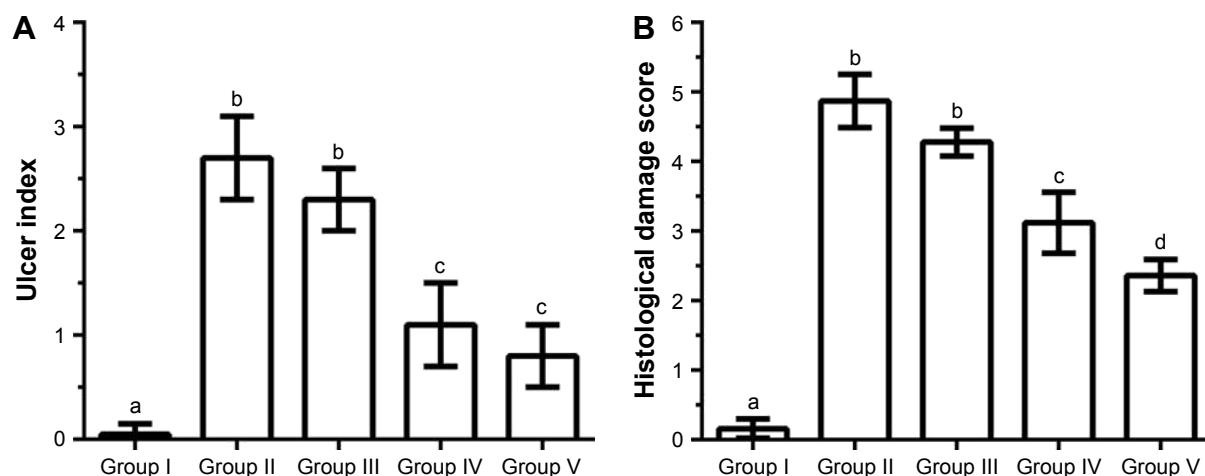 A
Ulcer index
4
3
2
1
0
a
b
b
c
c
Group I Group II Group III Group IV Group V
B
Histological damage score
6
5
4
3
2
1
0
a
b
b
c
d
Group I Group II Group III Group IV Group V